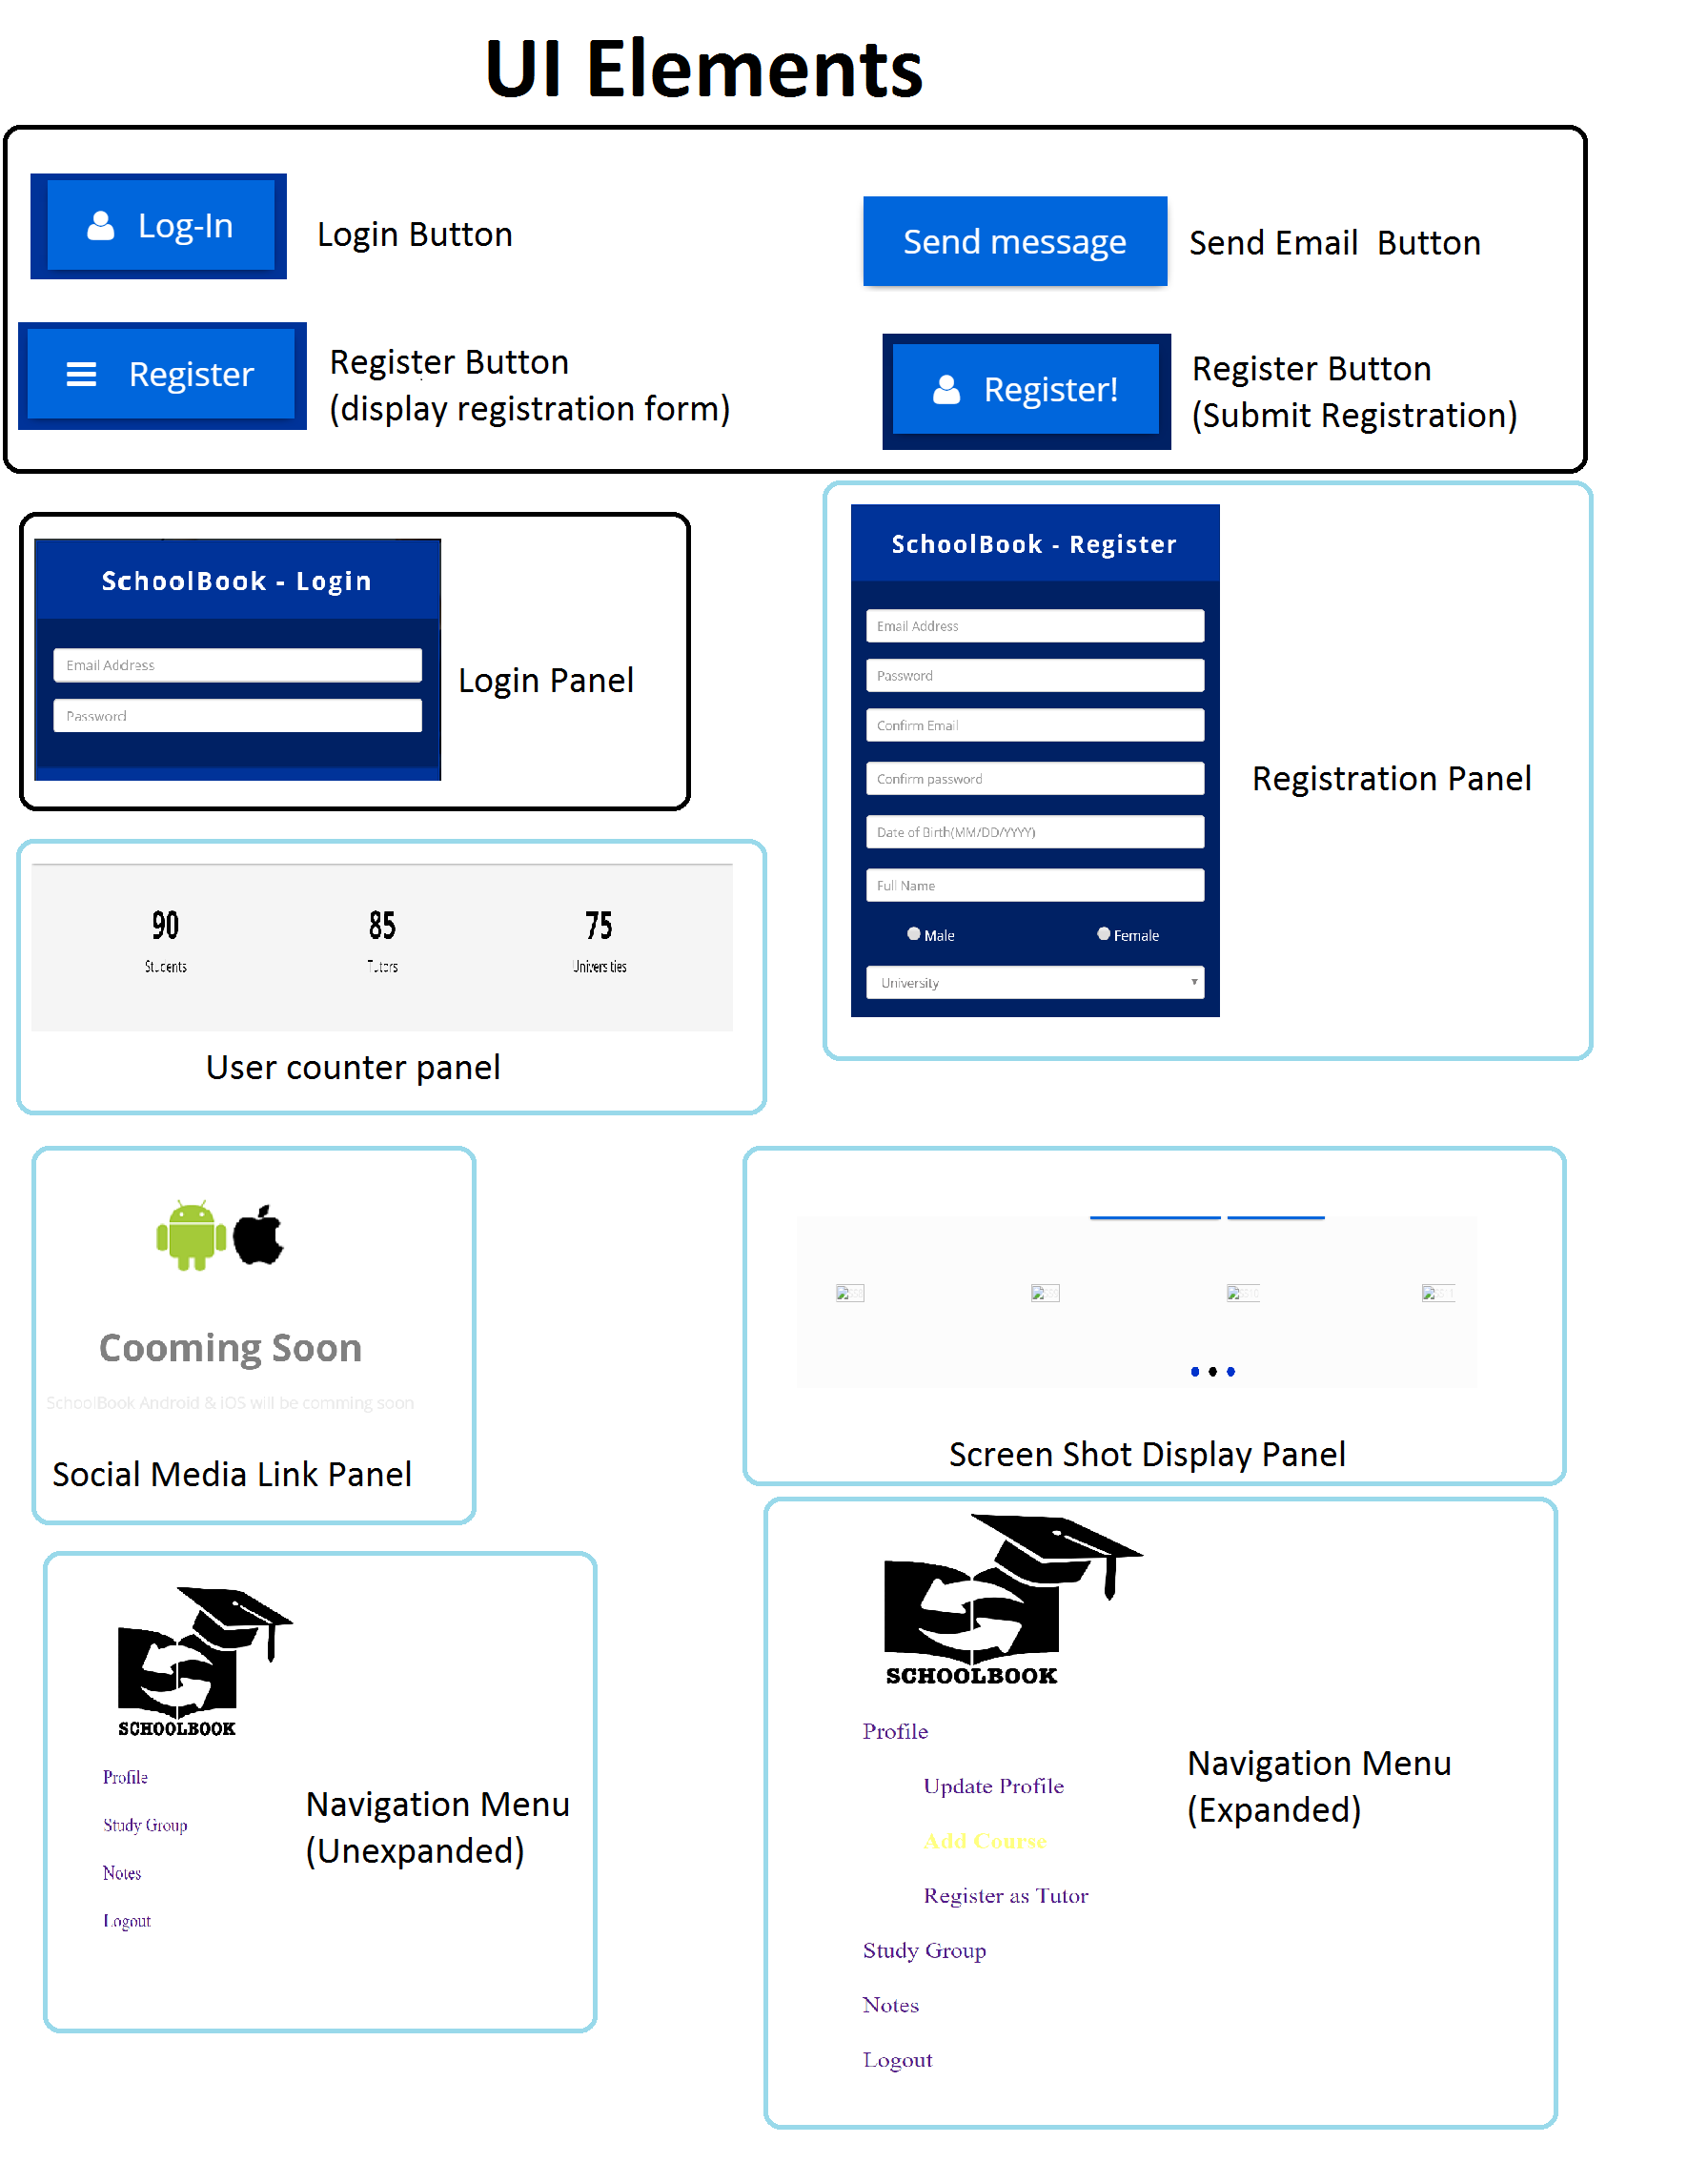 UI Elements
Log-In
Login Button
Send message
Send Email Button
Register
Register Button
(display registration form)
Register!
Register Button
(Submit Registration)
SchoolBook - Login
Email Address
Password
Login Panel
SchoolBook - Register
Email Address
Password
Confirm Email
Confirm password
Date of Birth(MM/DD/YYYY)
Full Name
Male
Female
University
Registration Panel
90
85
75
Students
Tutors
Universities
User counter panel
Cooming Soon
SchoolBook Android & IOS will be comming soon
Social Media Link Panel
Screen Shot Display Panel
SCHOOLBOOK
Profile
Study Group
Notes
Logout
Navigation Menu
(Unexpanded)
SCHOOLBOOK
Profile
Update Profile
Add Course
Register as Tutor
Study Group
Notes
Logout
Navigation Menu
(Expanded)